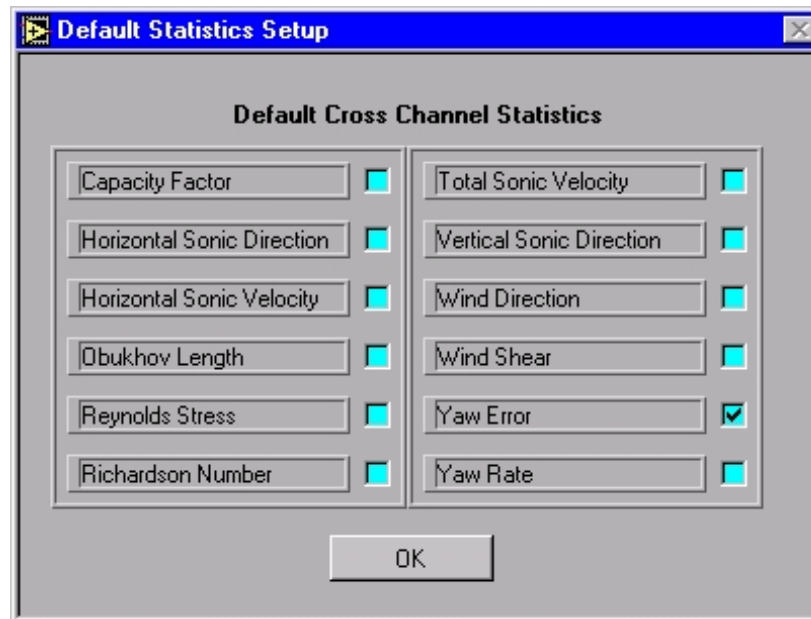 Default Statistics Setup
Default Cross Channel Statistics
Capacity Factor
Horizontal Sonic Direction
Horizontal Sonic Velocity
Obukhov Length
Reynolds Stress
Richardson Number
Total Sonic Velocity
Vertical Sonic Direction
Wind Direction
Wind Shear
Yaw Error
Yaw Rate
OK